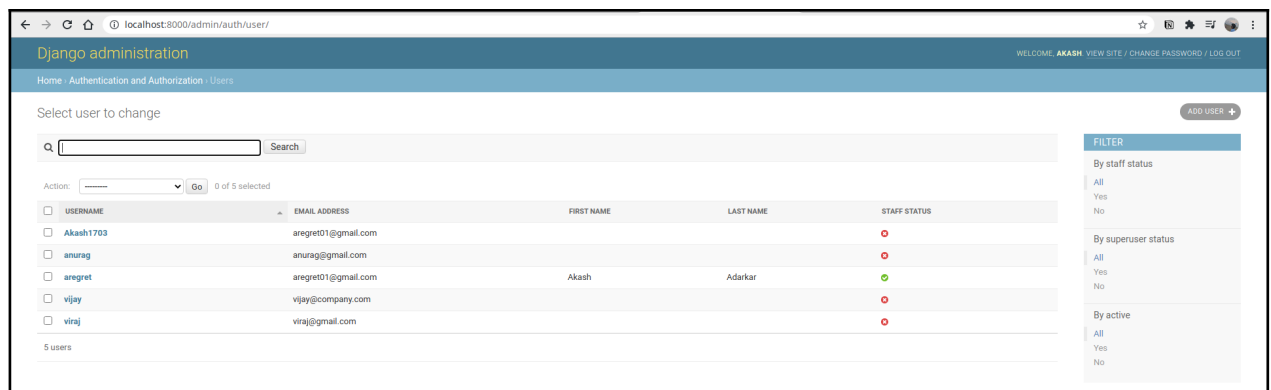 localhost:8000/admin/auth/user/
Django administration
WELCOME, AKASH. VIEW SITE / CHANGE PASSWORD / LOG OUT
Home › Authentication and Authorization › Users
Select user to change
ADD USER +
Search
Action: --------- Go 0 of 5 selected
USERNAME EMAIL ADDRESS FIRST NAME LAST NAME STAFF STATUS
Akash1703 aregret01@gmail.com
anurag anurag@gmail.com
aregret aregret01@gmail.com Akash Adarkar
vijay vijay@company.com
viraj viraj@gmail.com
5 users
FILTER
By staff status
All
Yes
No
By superuser status
All
Yes
No
By active
All
Yes
No